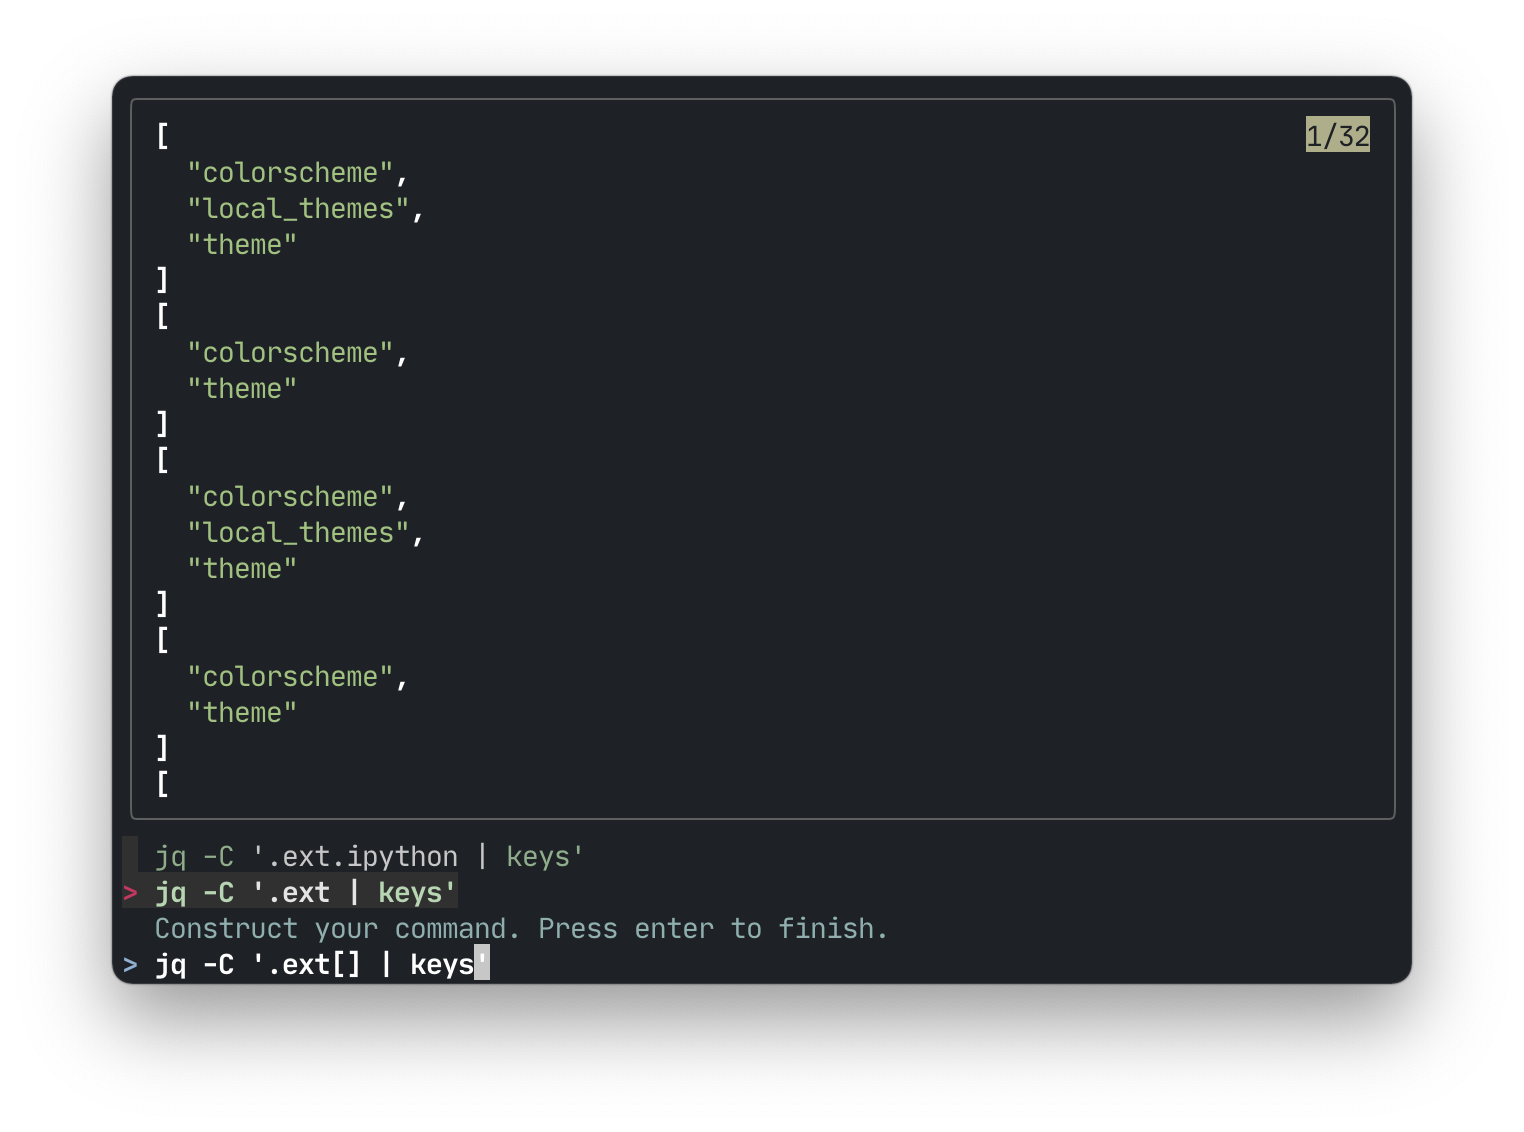 [ 1/32
  "colorscheme",
  "local_themes",
  "theme"
]
[
  "colorscheme",
  "theme"
]
[
  "colorscheme",
  "local_themes",
  "theme"
]
[
  "colorscheme",
  "theme"
]
[
  jq -C '.ext.ipython | keys'
> jq -C '.ext | keys'
  Construct your command. Press enter to finish.
> jq -C '.ext[] | keys'